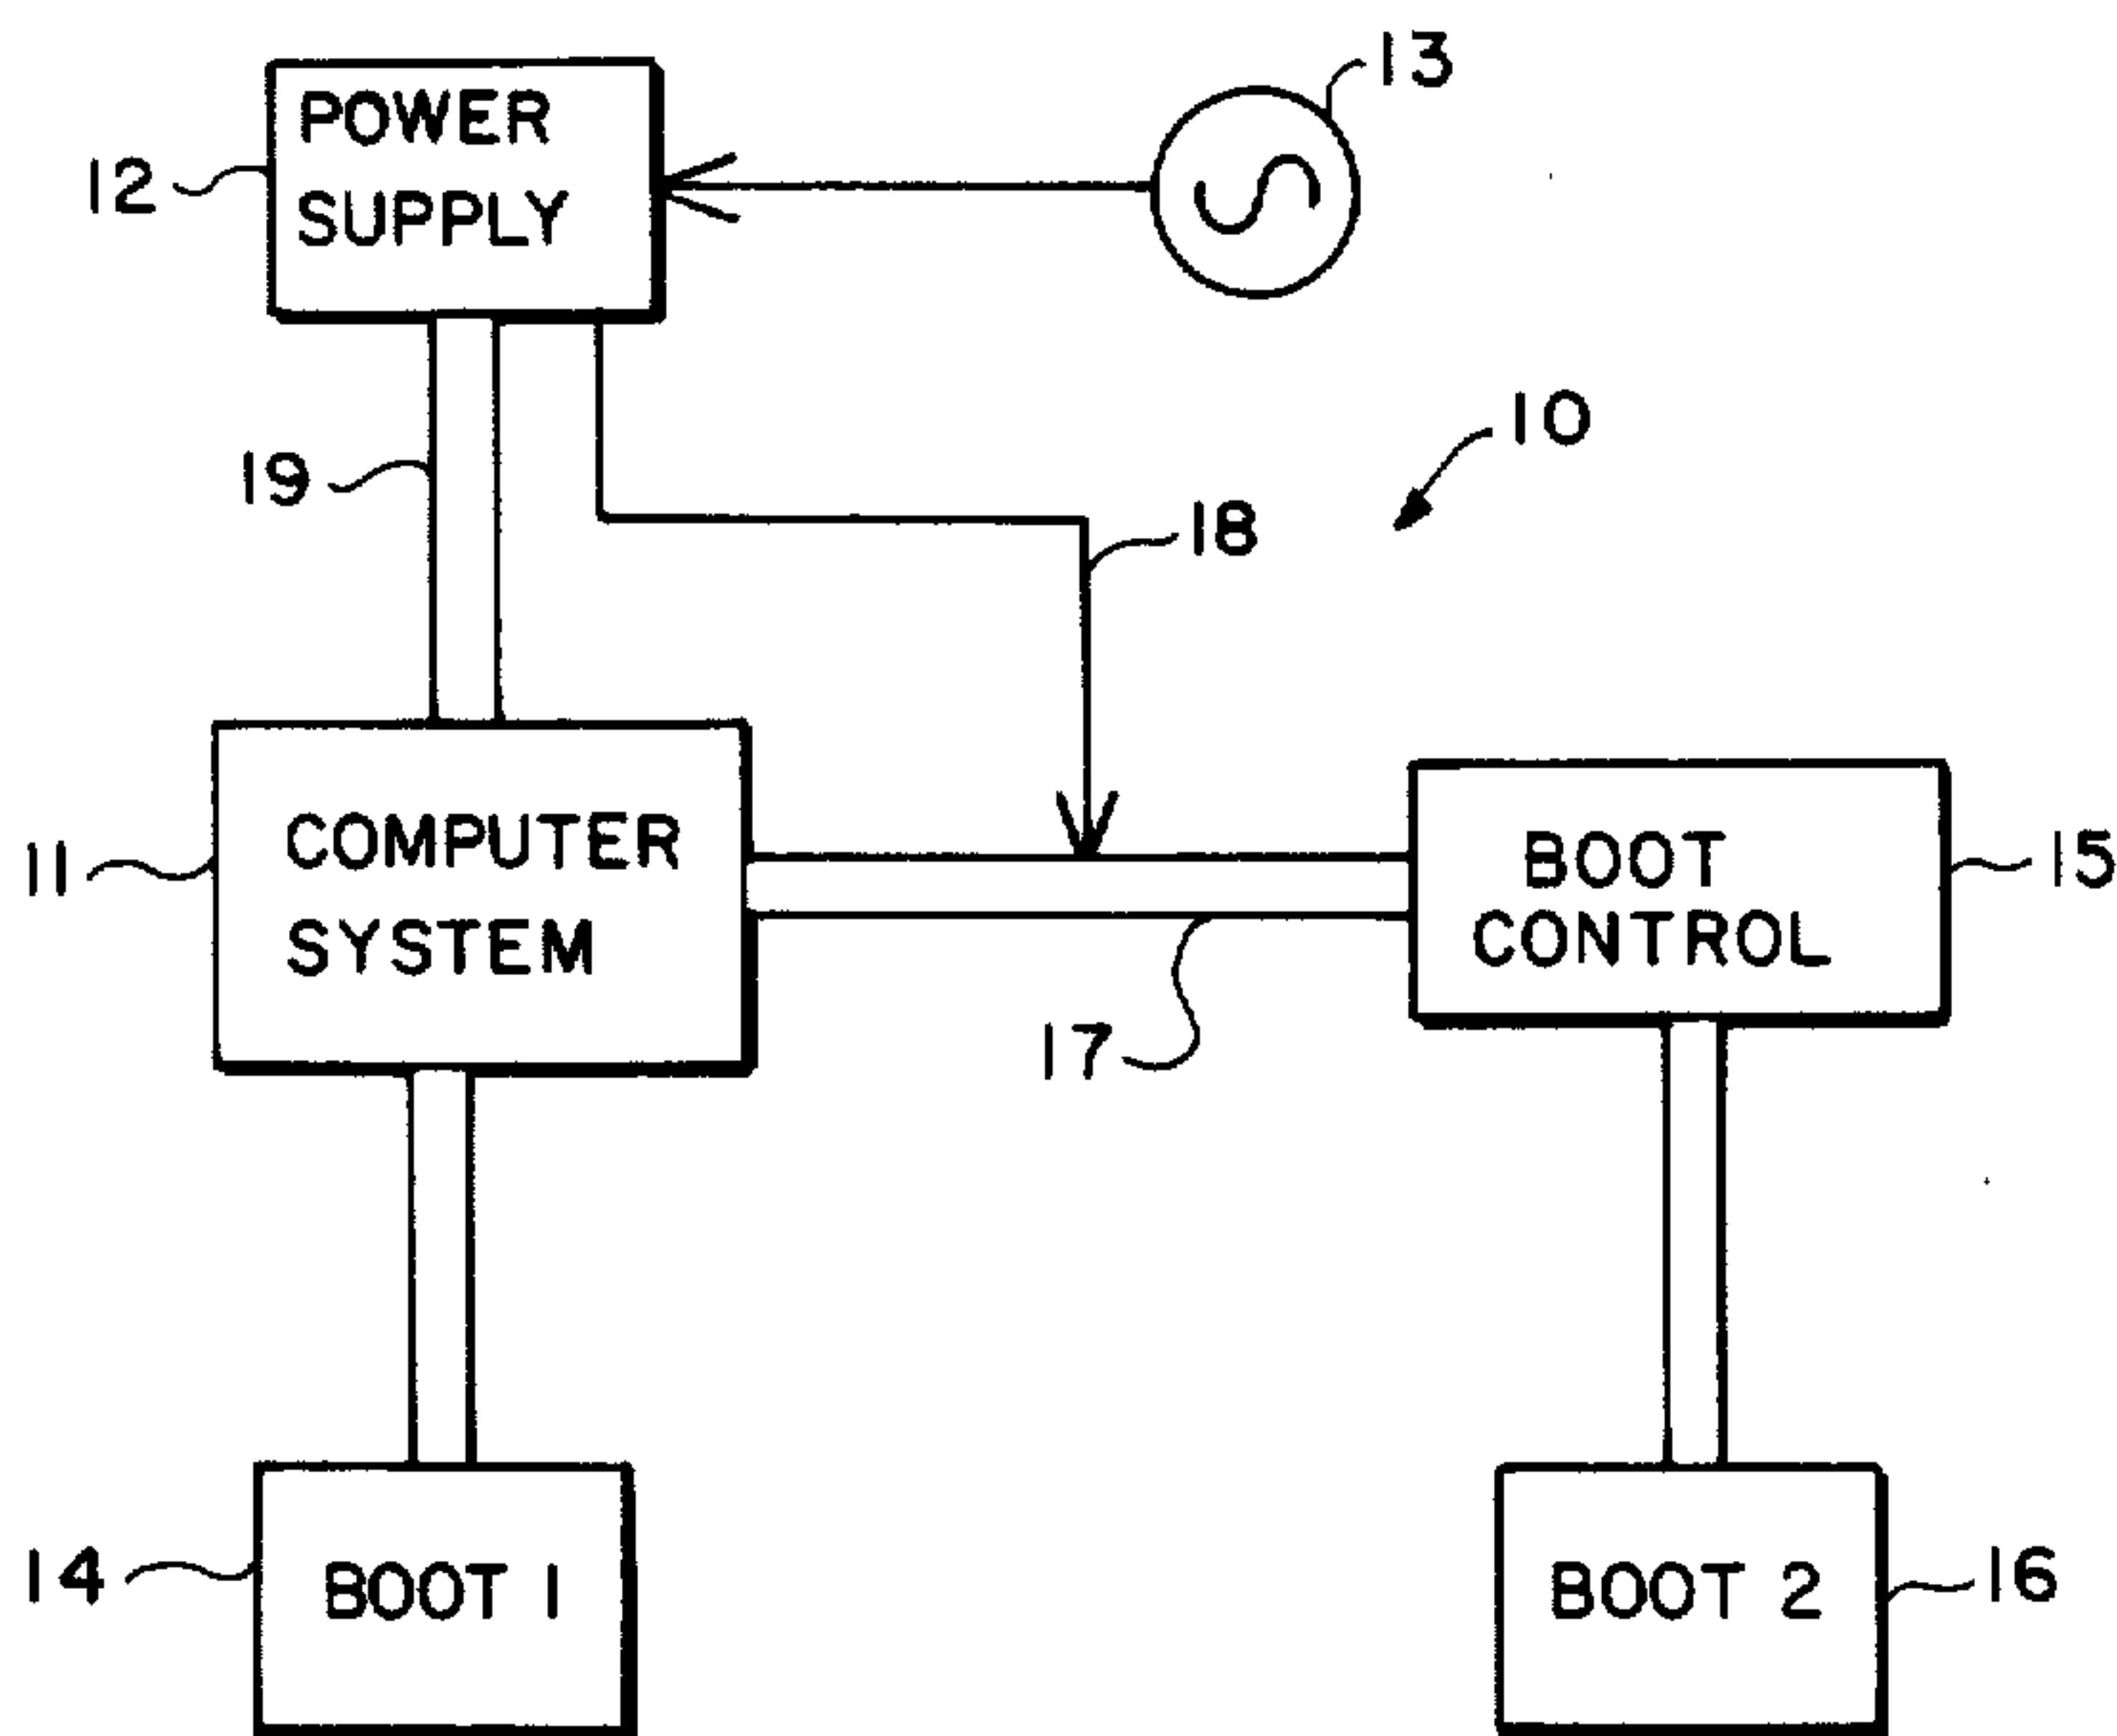 13
POWER
SUPPLY
12
10
19
18
COMPUTER
SYSTEM
11
BOOT
CONTROL
15
17
14
BOOT 1
BOOT 2
16